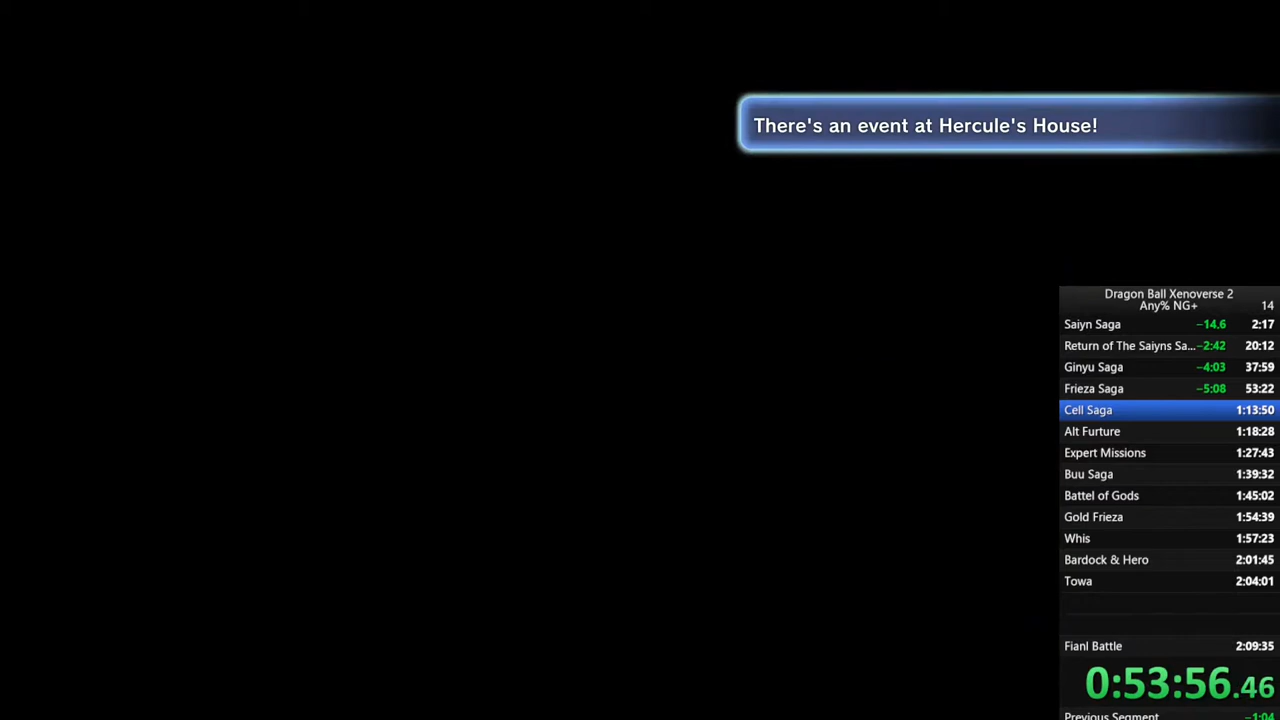 There's an event at Hercule's House!
Dragon Ball Xenoverse 2
Any% NG+ 14
Saiyn Saga −14.6 2:17
Return of The Saiyns Sa... −2:42 20:12
Ginyu Saga −4:03 37:59
Frieza Saga −5:08 53:22
Cell Saga 1:13:50
Alt Furture 1:18:28
Expert Missions 1:27:43
Buu Saga 1:39:32
Battel of Gods 1:45:02
Gold Frieza 1:54:39
Whis 1:57:23
Bardock & Hero 2:01:45
Towa 2:04:01
Fianl Battle 2:09:35
0:53:56.46
Previous Segment −1:04